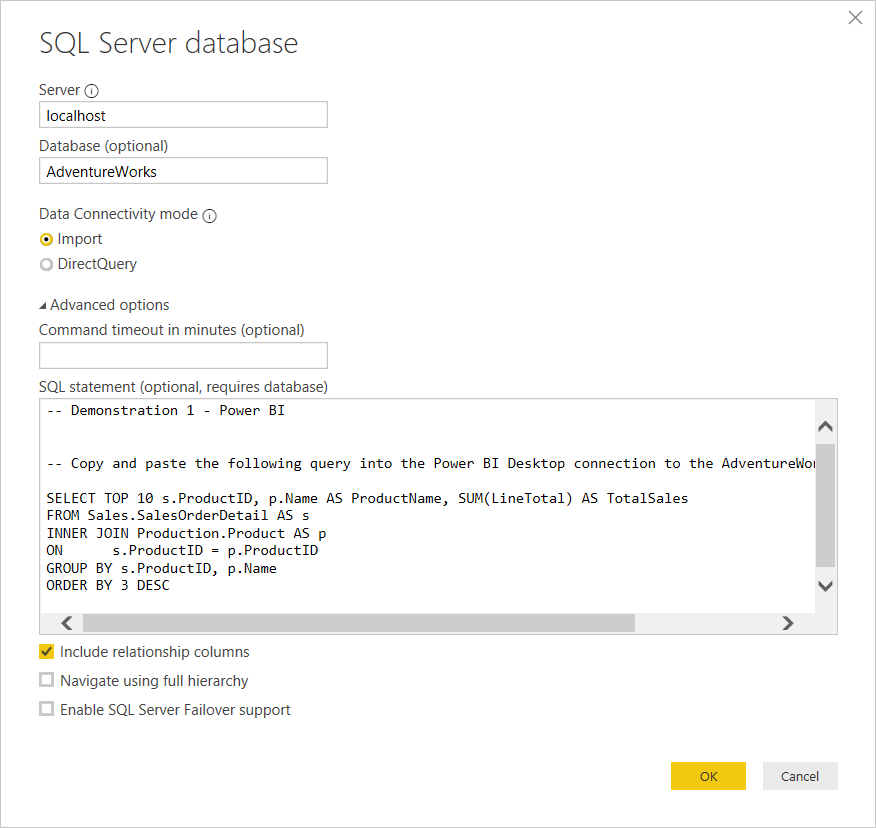 SQL Server database
Server
localhost
Database (optional)
AdventureWorks
Data Connectivity mode
Import
DirectQuery
Advanced options
Command timeout in minutes (optional)
SQL statement (optional, requires database)
-- Demonstration 1 - Power BI
-- Copy and paste the following query into the Power BI Desktop connection to the AdventureWor
SELECT TOP 10 s.ProductID, p.Name AS ProductName, SUM(LineTotal) AS TotalSales
FROM Sales.SalesOrderDetail AS s
INNER JOIN Production.Product AS p
ON      s.ProductID = p.ProductID
GROUP BY s.ProductID, p.Name
ORDER BY 3 DESC
Include relationship columns
Navigate using full hierarchy
Enable SQL Server Failover support
OK Cancel